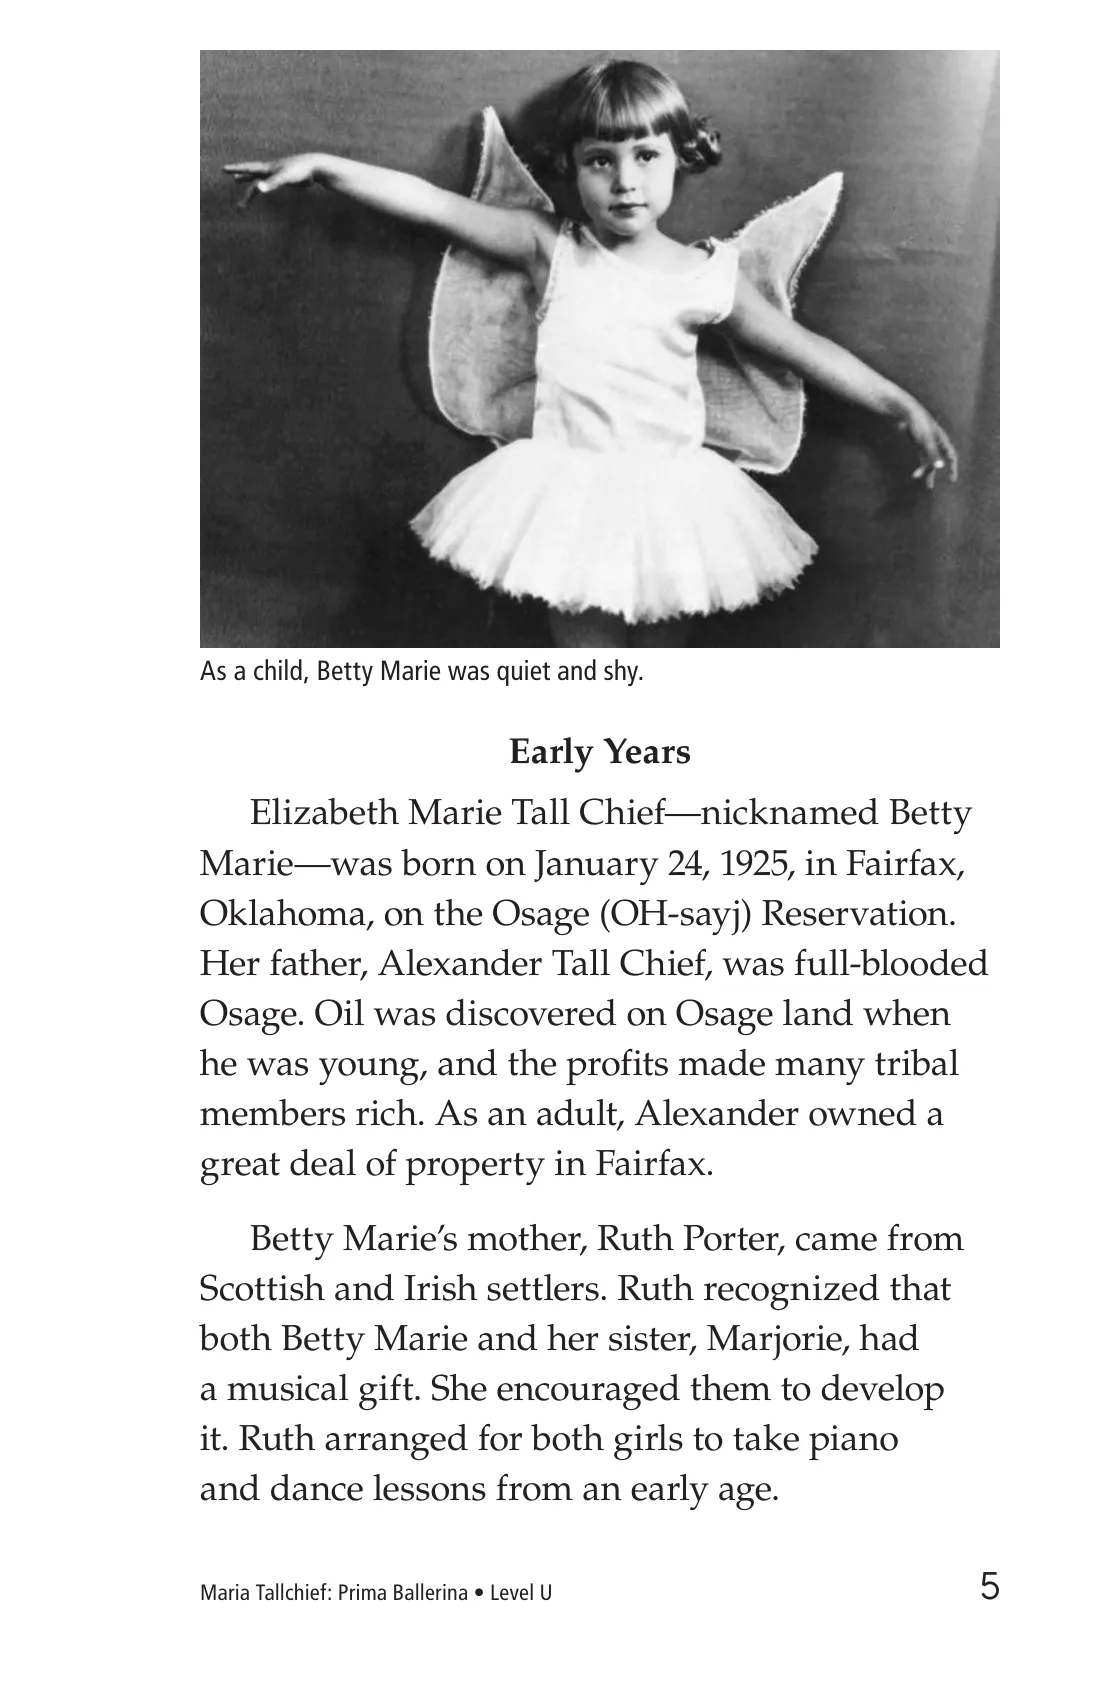 As a child, Betty Marie was quiet and shy.
Early Years
Elizabeth Marie Tall Chief—nicknamed Betty
Marie—was born on January 24, 1925, in Fairfax,
Oklahoma, on the Osage (OH-sayj) Reservation.
Her father, Alexander Tall Chief, was full-blooded
Osage. Oil was discovered on Osage land when
he was young, and the profits made many tribal
members rich. As an adult, Alexander owned a
great deal of property in Fairfax.
Betty Marie’s mother, Ruth Porter, came from
Scottish and Irish settlers. Ruth recognized that
both Betty Marie and her sister, Marjorie, had
a musical gift. She encouraged them to develop
it. Ruth arranged for both girls to take piano
and dance lessons from an early age.
Maria Tallchief: Prima Ballerina • Level U
5